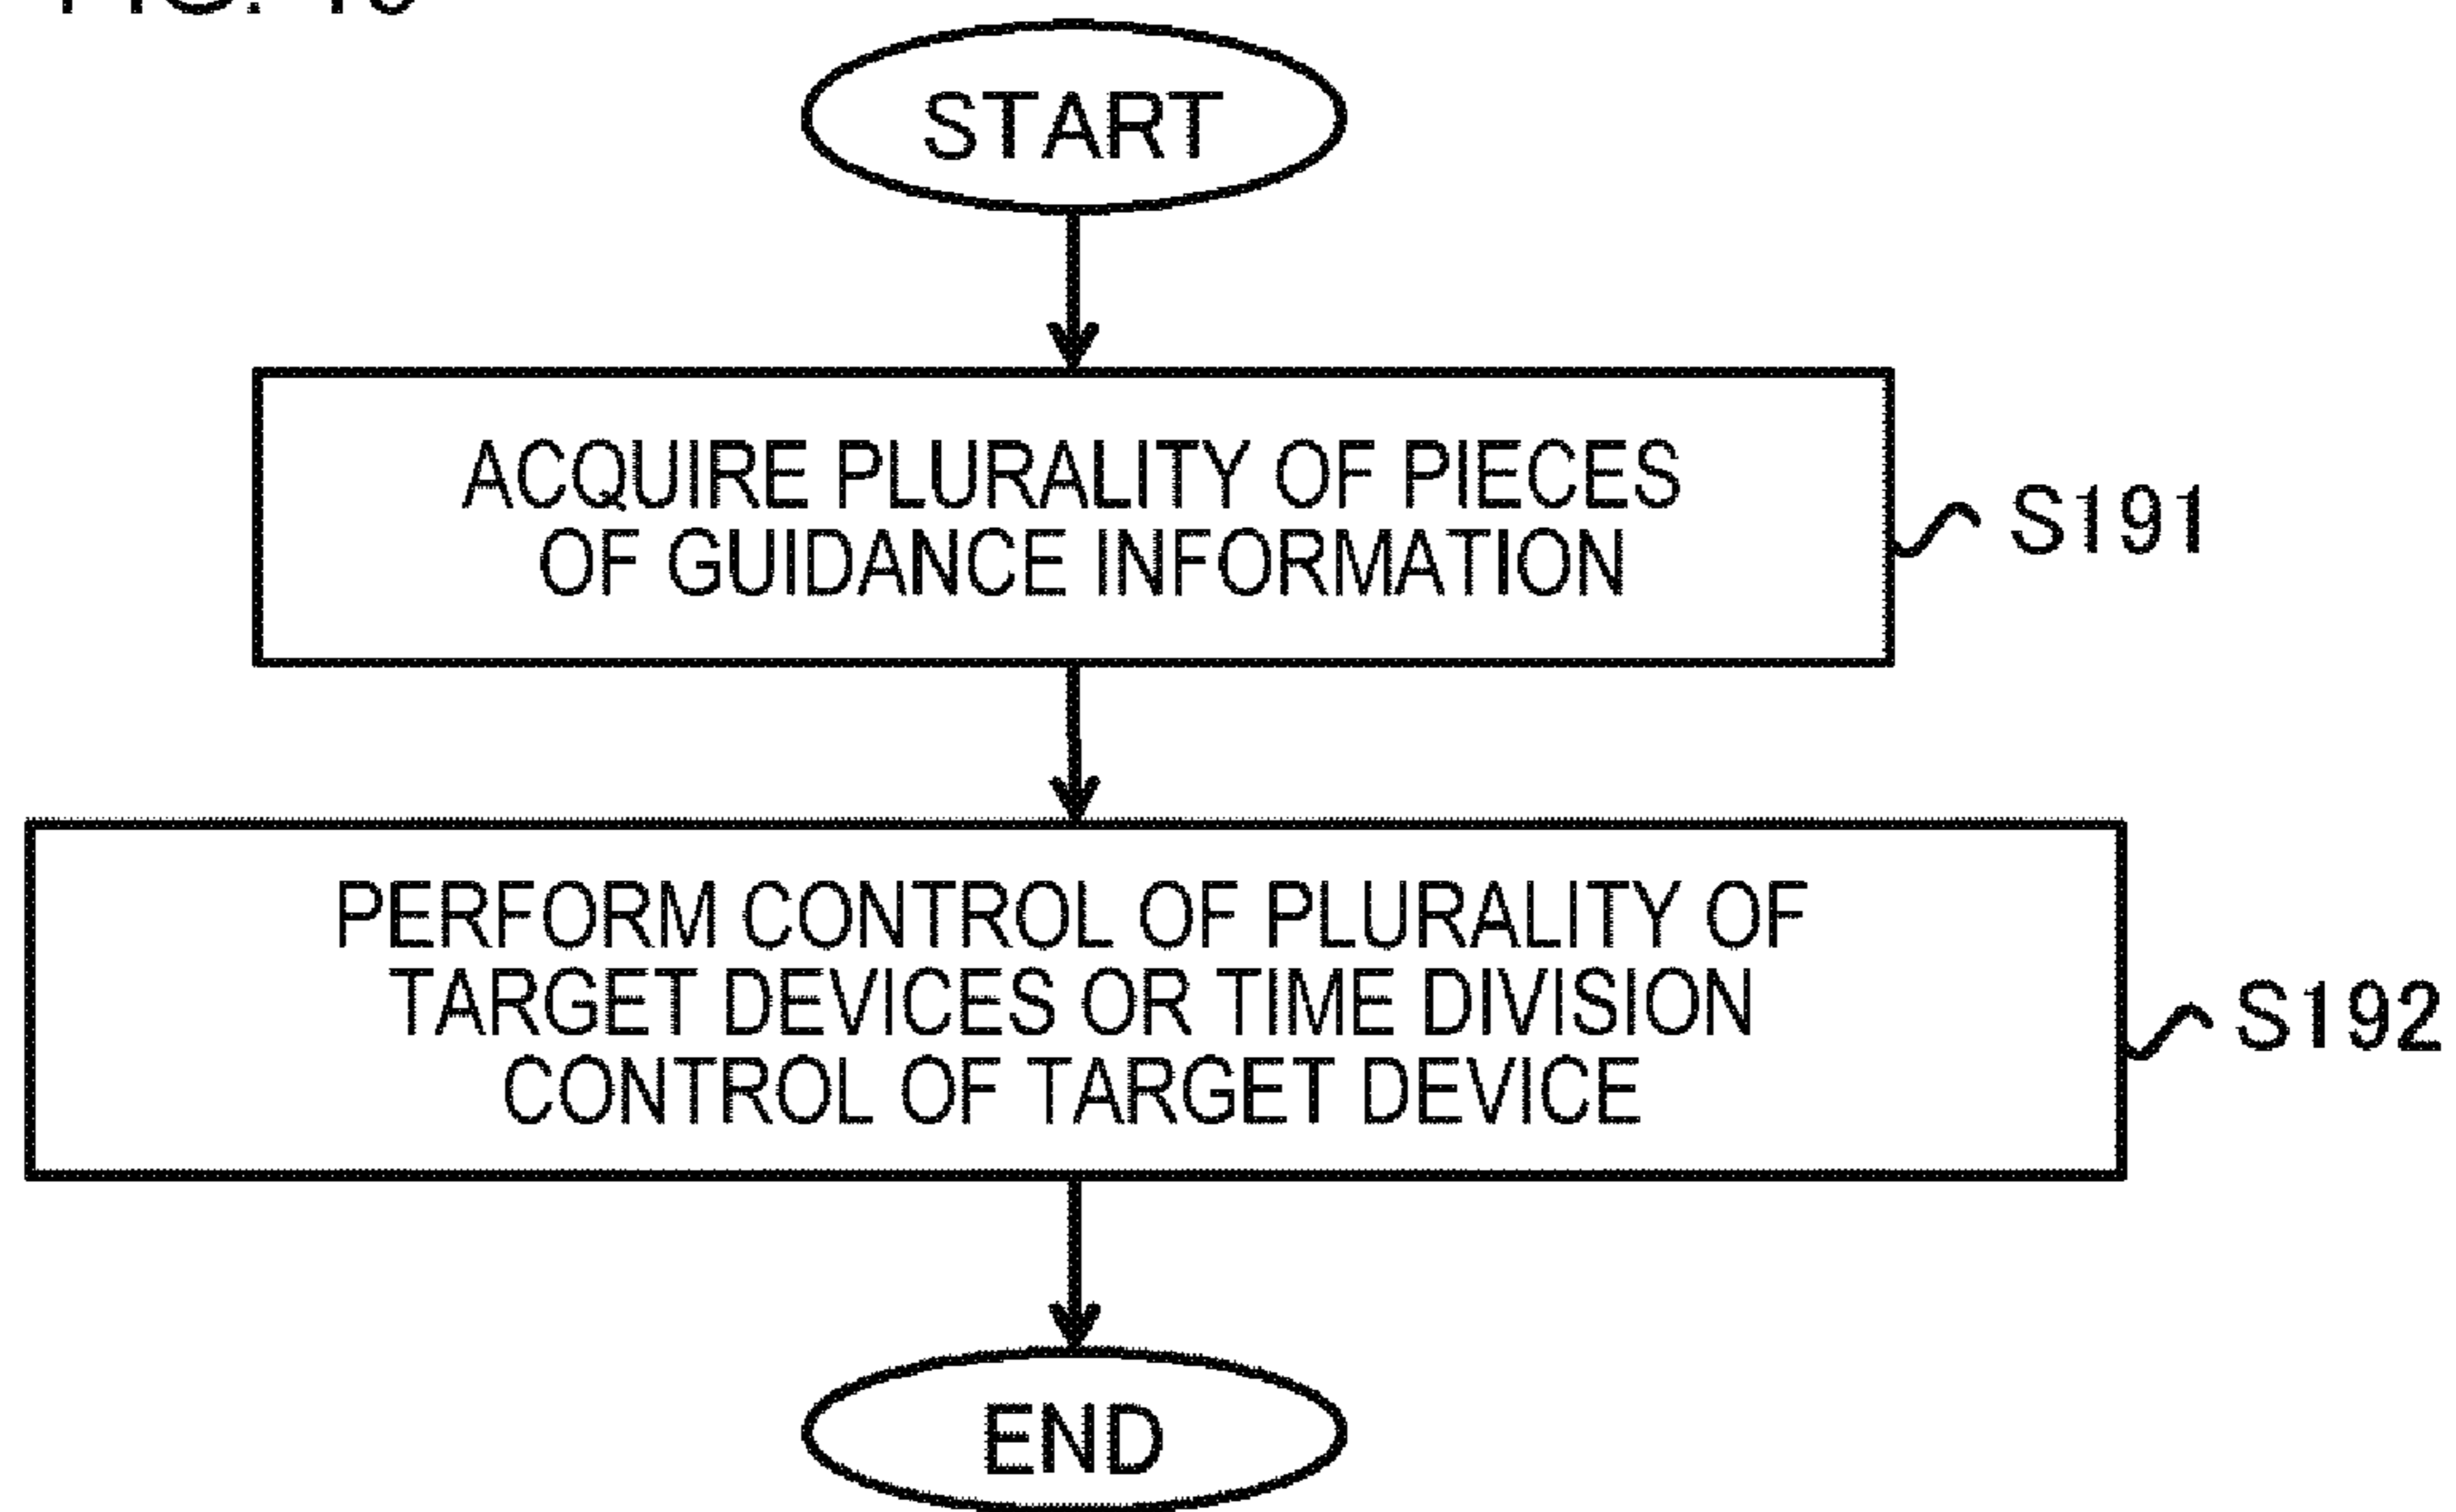 FIG.
START
ACQUIRE PLURALITY OF PIECES
OF GUIDANCE INFORMATION
S191
PERFORM CONTROL OF PLURALITY OF
TARGET DEVICES OR TIME DIVISION
CONTROL OF TARGET DEVICE
S192
END